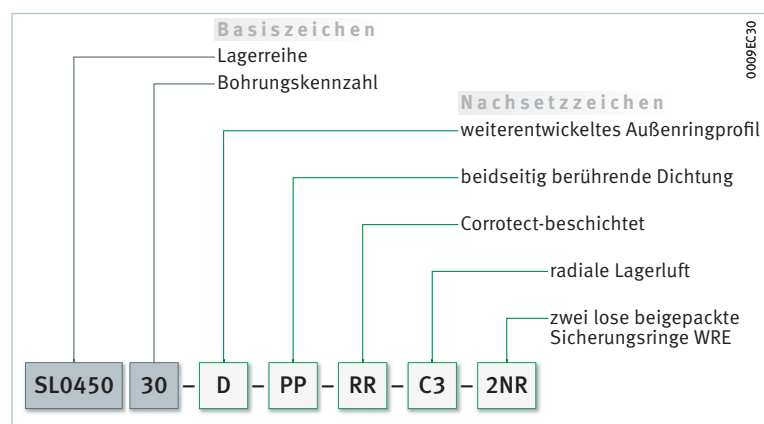 Basiszeichen
Lagerreihe
Bohrungskennzahl
0009EC30
Nachsetzzeichen
weiterentwickeltes Außenringprofil
beidseitig berührende Dichtung
Corrotect-beschichtet
radiale Lagerluft
zwei lose beigepackte
Sicherungsringe WRE
SL0450 30 – D – PP – RR – C3 – 2NR